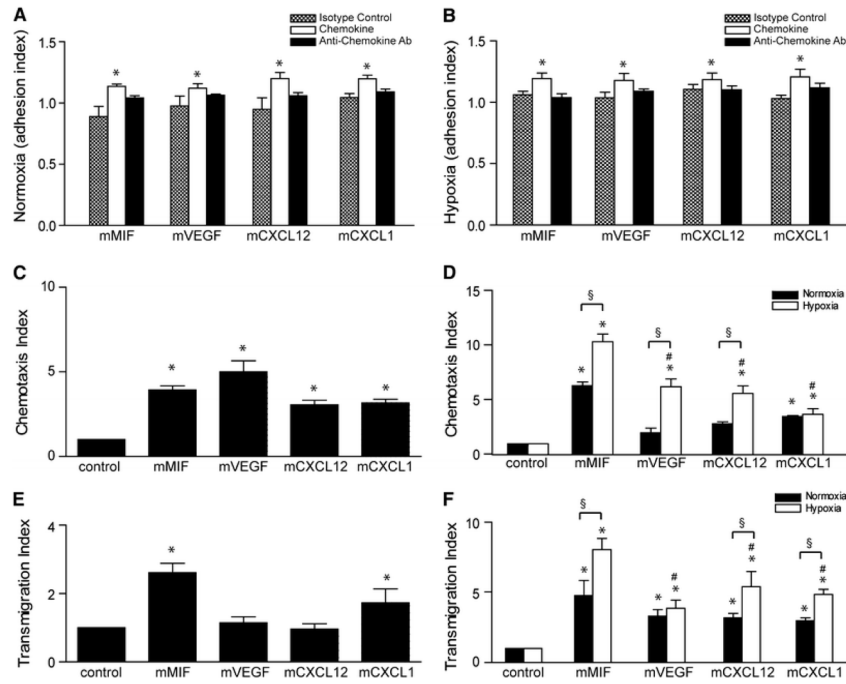 A
Isotype Control
Chemokine
Anti-Chemokine Ab
Normoxia (adhesion index)
1.5
1.0
0.5
0.0
* * * *
mMIF mVEGF mCXCL12 mCXCL1
B
Isotype Control
Chemokine
Anti-Chemokine Ab
Hypoxia (adhesion index)
1.5
1.0
0.5
0.0
* * * *
mMIF mVEGF mCXCL12 mCXCL1
C
Chemotaxis Index
10
5
0
* * * *
control mMIF mVEGF mCXCL12 mCXCL1
D
Normoxia
Hypoxia
Chemotaxis Index
15
10
5
0
§ § §
# # #
* * * * * *
control mMIF mVEGF mCXCL12 mCXCL1
E
Transmigration Index
4
2
0
* *
control mMIF mVEGF mCXCL12 mCXCL1
F
Normoxia
Hypoxia
Transmigration Index
10
5
0
§ § §
# # #
* * * * * * * *
control mMIF mVEGF mCXCL12 mCXCL1